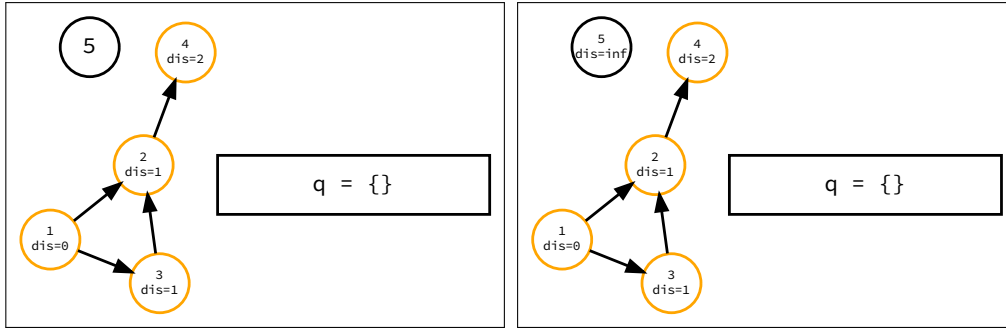 5
4
dis=2
2
dis=1
q = {}
1
dis=0
3
dis=1
5
dis=inf
4
dis=2
2
dis=1
q = {}
1
dis=0
3
dis=1